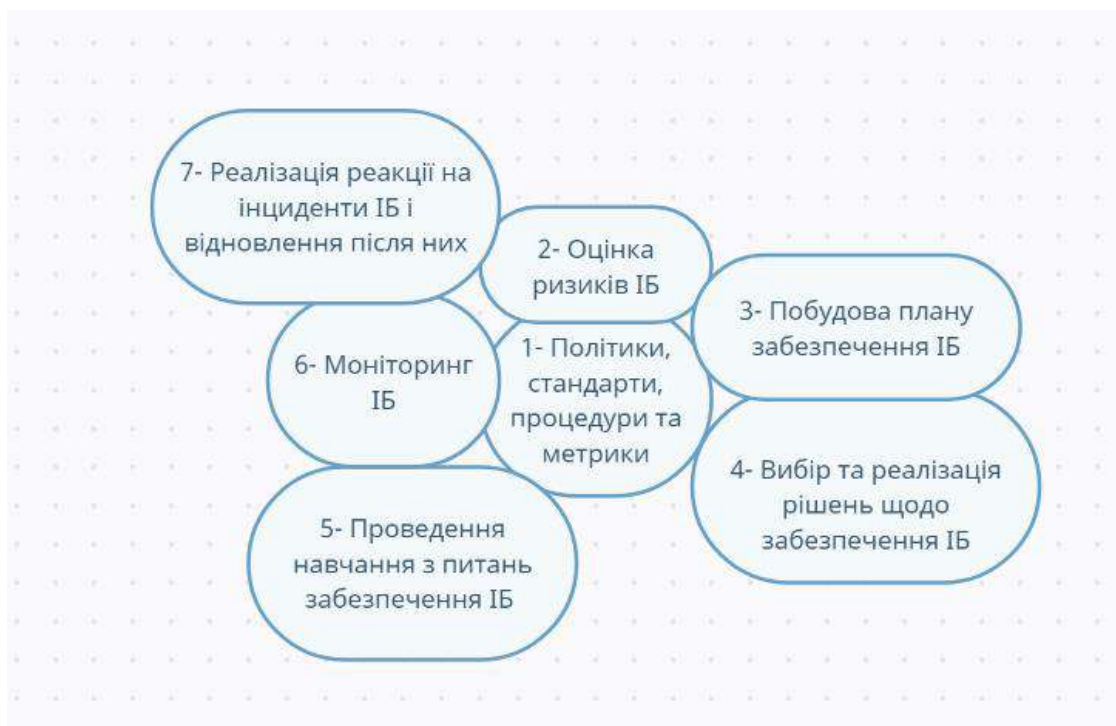 7- Реалізація реакції на
інциденти ІБ і
відновлення після них
2- Оцінка
ризиків ІБ
3- Побудова плану
забезпечення ІБ
1- Політики,
стандарти,
процедури та
метрики
6- Моніторинг
ІБ
4- Вибір та реалізація
рішень щодо
забезпечення ІБ
5- Проведення
навчання з питань
забезпечення ІБ